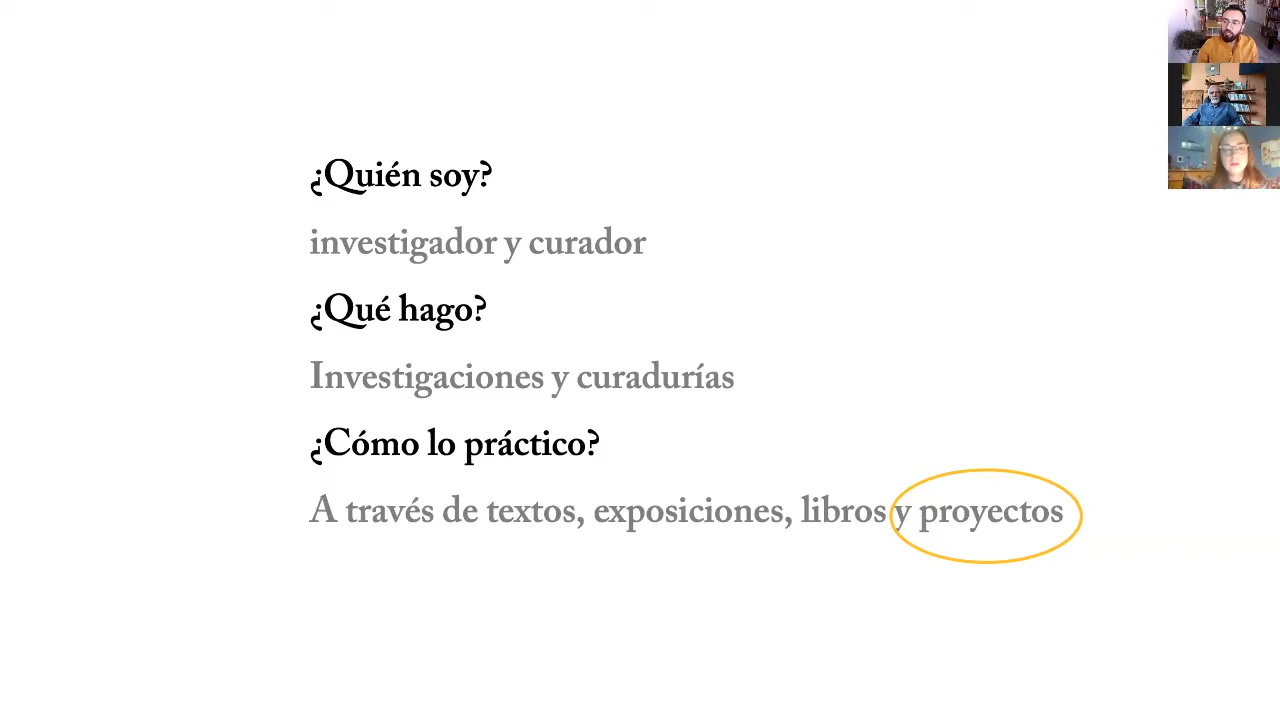 ¿Quién soy?
investigador y curador
¿Qué hago?
Investigaciones y curadurías
¿Cómo lo práctico?
A través de textos, exposiciones, libros y proyectos